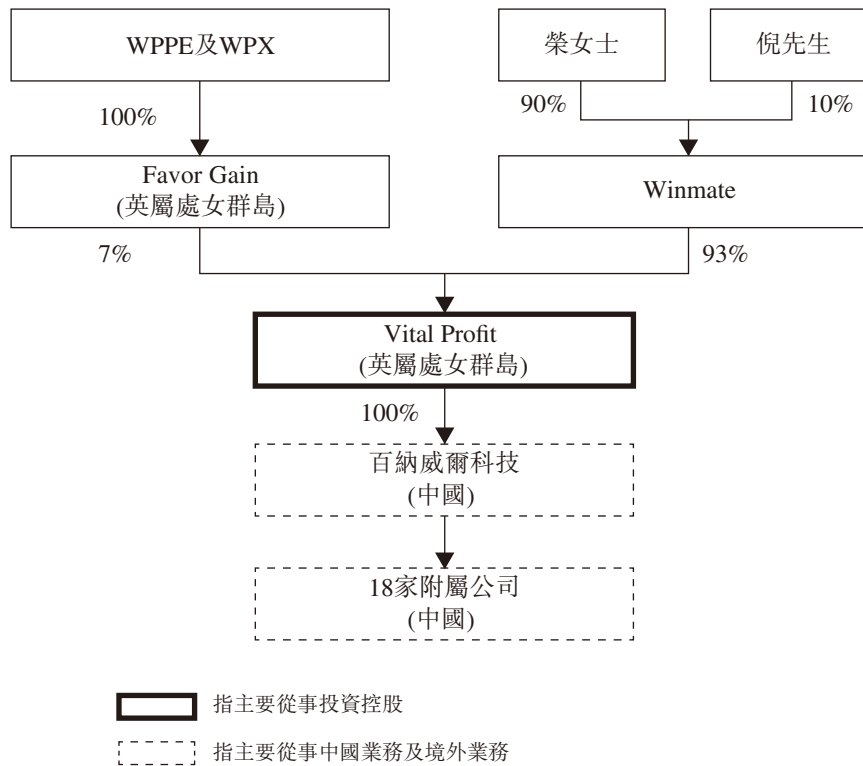 WPPE及WPX
榮女士
倪先生
100%
90%
10%
Favor Gain
(英屬處女群島)
Winmate
7%
93%
Vital Profit
(英屬處女群島)
100%
百納威爾科技
(中國)
18家附屬公司
(中國)
指主要從事投資控股
指主要從事中國業務及境外業務